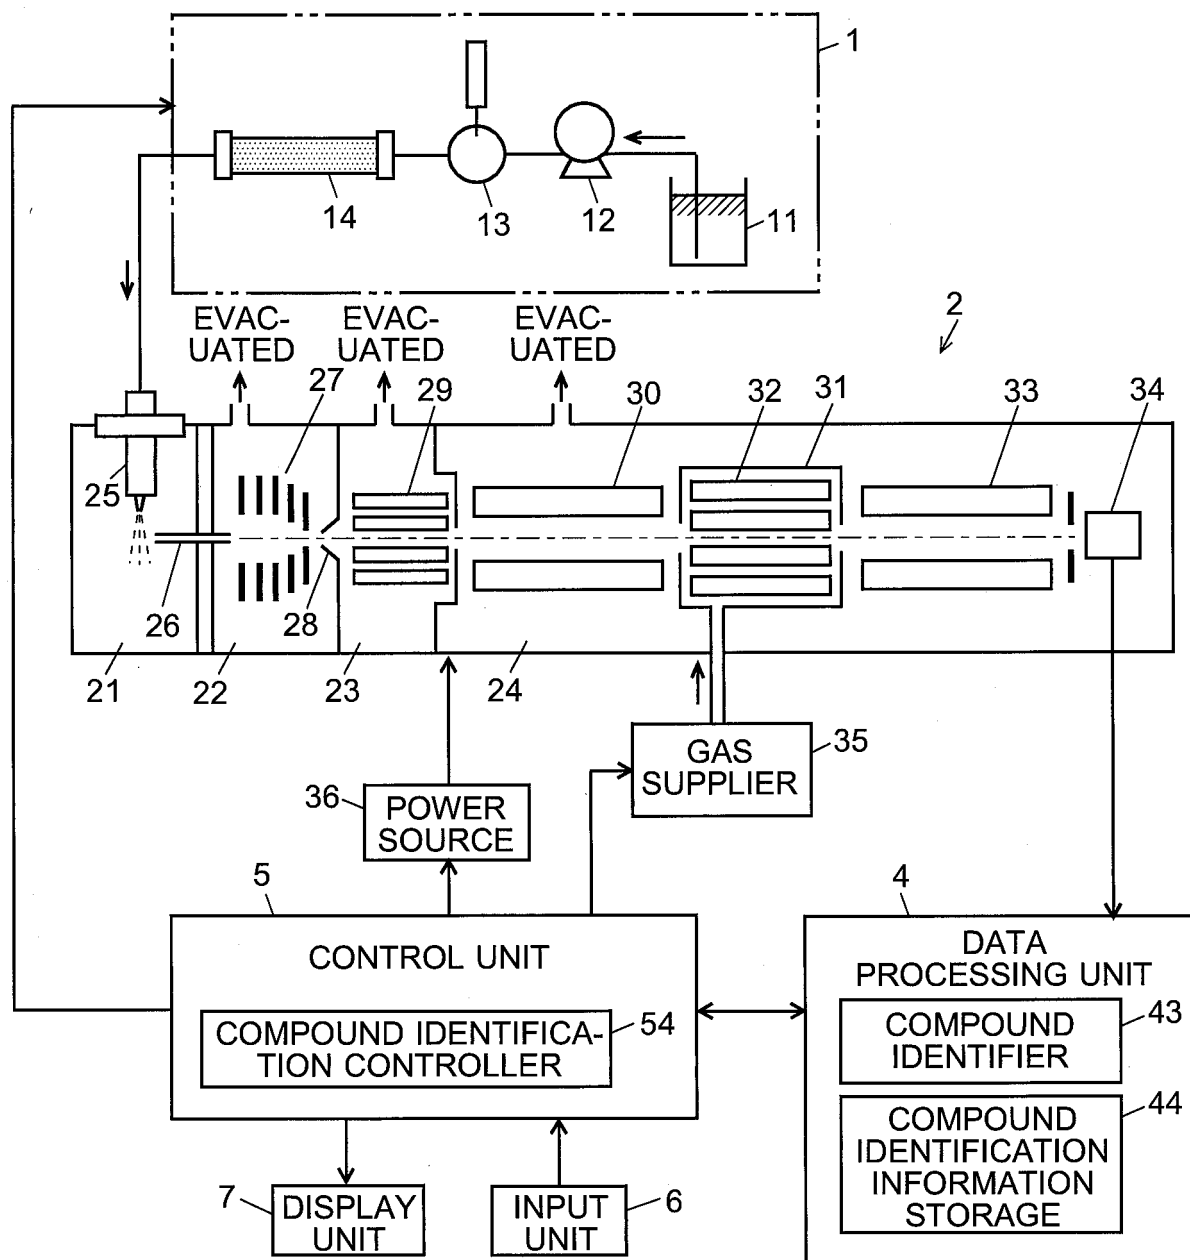 1
14
13
12
11
EVAC-
UATED
EVAC-
UATED
EVAC-
UATED
2
27
29
30
32
31
33
34
25
26
28
21
22
23
24
GAS
SUPPLIER
35
36
POWER
SOURCE
5
CONTROL UNIT
COMPOUND IDENTIFICA-
TION CONTROLLER
54
4
DATA
PROCESSING UNIT
COMPOUND
IDENTIFIER
43
COMPOUND
IDENTIFICATION
INFORMATION
STORAGE
44
7
DISPLAY
UNIT
INPUT
UNIT
6